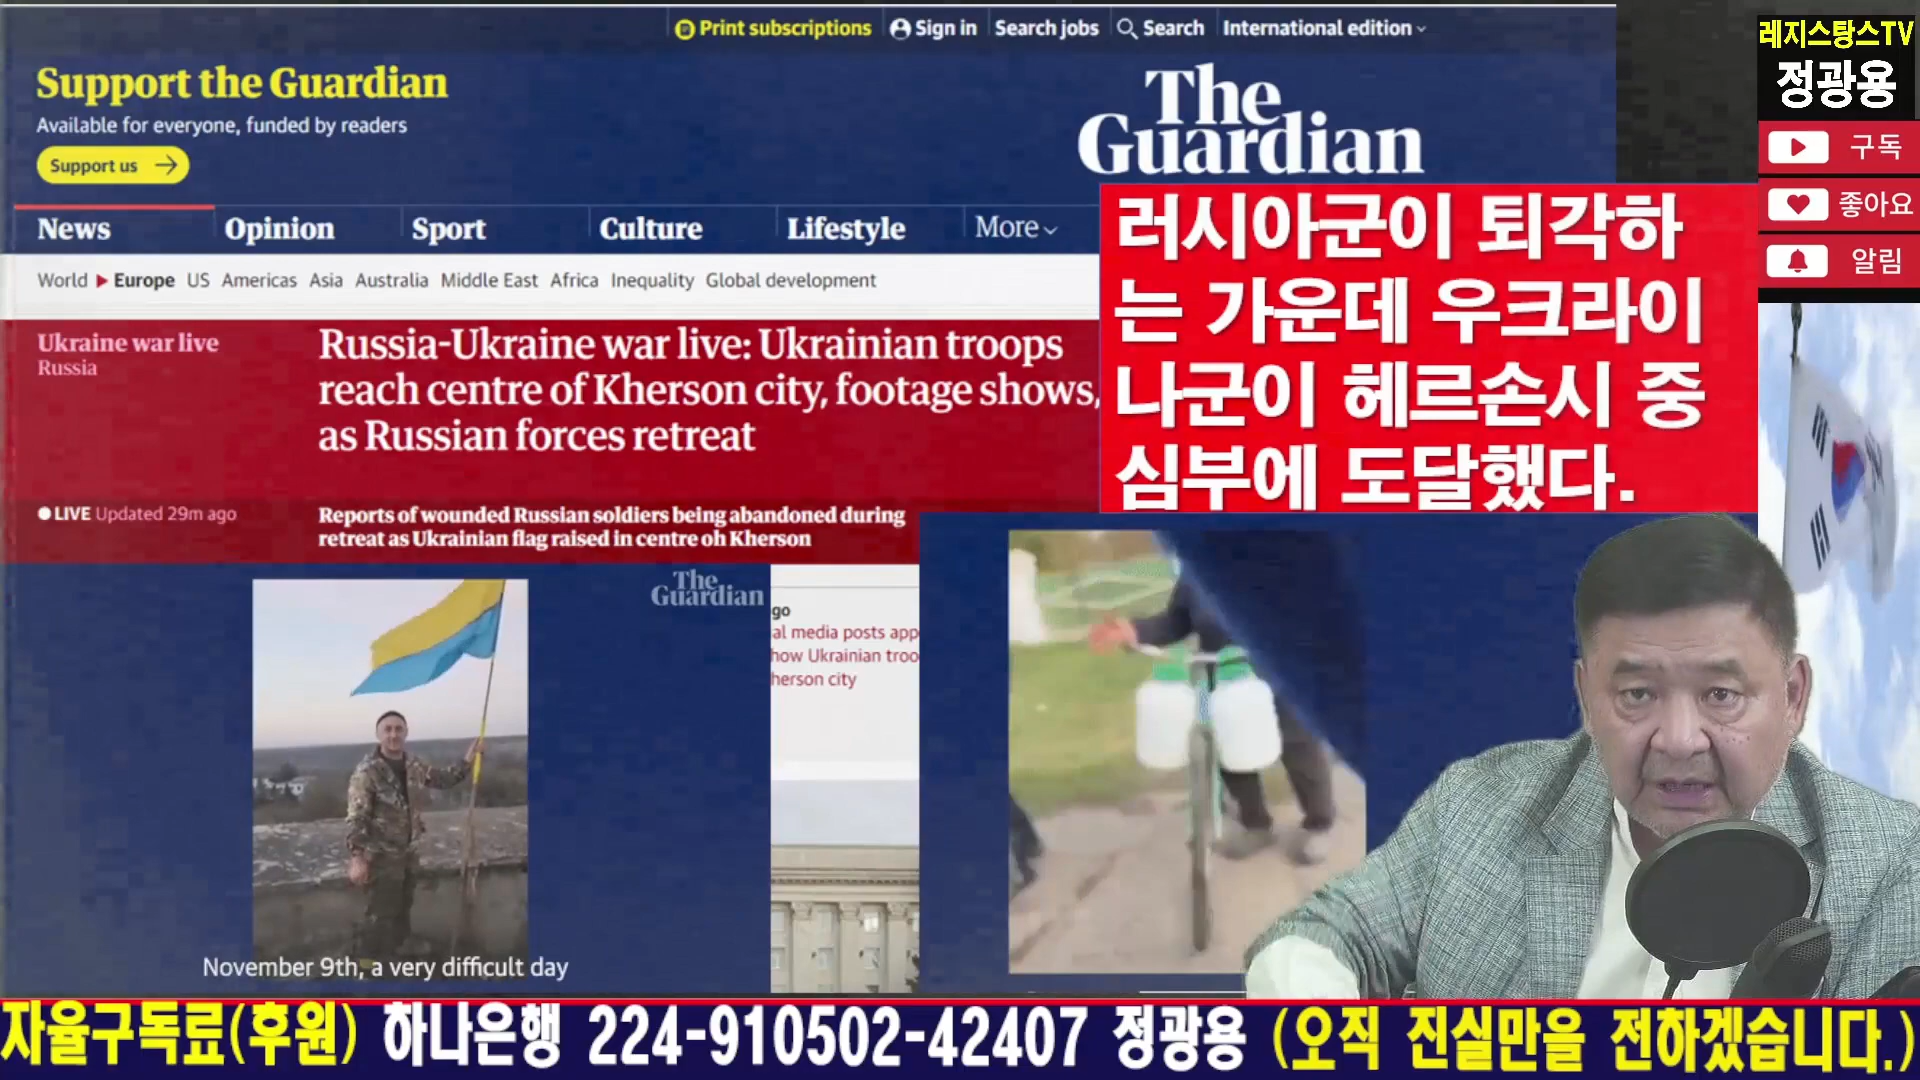 Print subscriptions
Sign in
Search jobs
Search
International edition
레지스탕스TV
정광용
구독
좋아요
알림
Support the Guardian
Available for everyone, funded by readers
Support us
The
Guardian
News
Opinion
Sport
Culture
Lifestyle
More
World
Europe
US
Americas
Asia
Australia
Middle East
Africa
Inequality
Global development
러시아군이 퇴각하
는 가운데 우크라이
나군이 헤르손시 중
심부에 도달했다.
Ukraine war live
Russia
Russia-Ukraine war live: Ukrainian troops
reach centre of Kherson city, footage shows,
as Russian forces retreat
LIVE Updated 29m ago
Reports of wounded Russian soldiers being abandoned during
retreat as Ukrainian flag raised in centre oh Kherson
The
Guardian
go
al media posts app
how Ukrainian troo
herson city
November 9th, a very difficult day
자율구독료(후원) 하나은행 224-910502-42407 정광용 (오직 진실만을 전하겠습니다.)